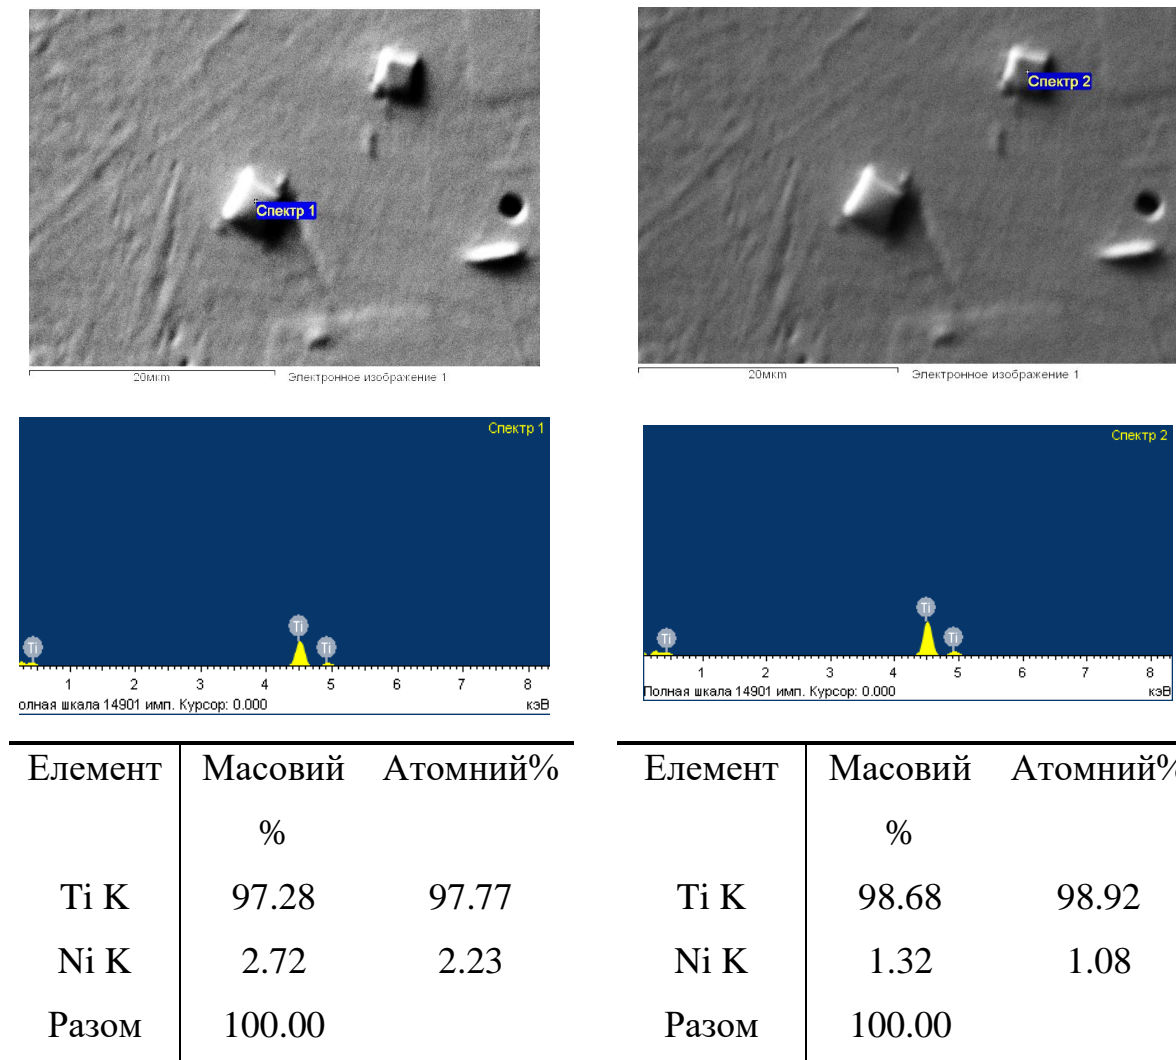 Спектр 1
20мкm Электронное изображение 1
Спектр 2
20мкm Электронное изображение 1
Спектр 1
Ti Ti Ti
1 2 3 4 5 6 7 8
олная шкала 14901 имп. Курсор: 0.000 кэВ
Спектр 2
Ti Ti Ti
1 2 3 4 5 6 7 8
Полная шкала 14901 имп. Курсор: 0.000 кэВ
Елемент Масовий Атомний%
%
Ti K 97.28 97.77
Ni K 2.72 2.23
Разом 100.00
Елемент Масовий Атомний%
%
Ti K 98.68 98.92
Ni K 1.32 1.08
Разом 100.00